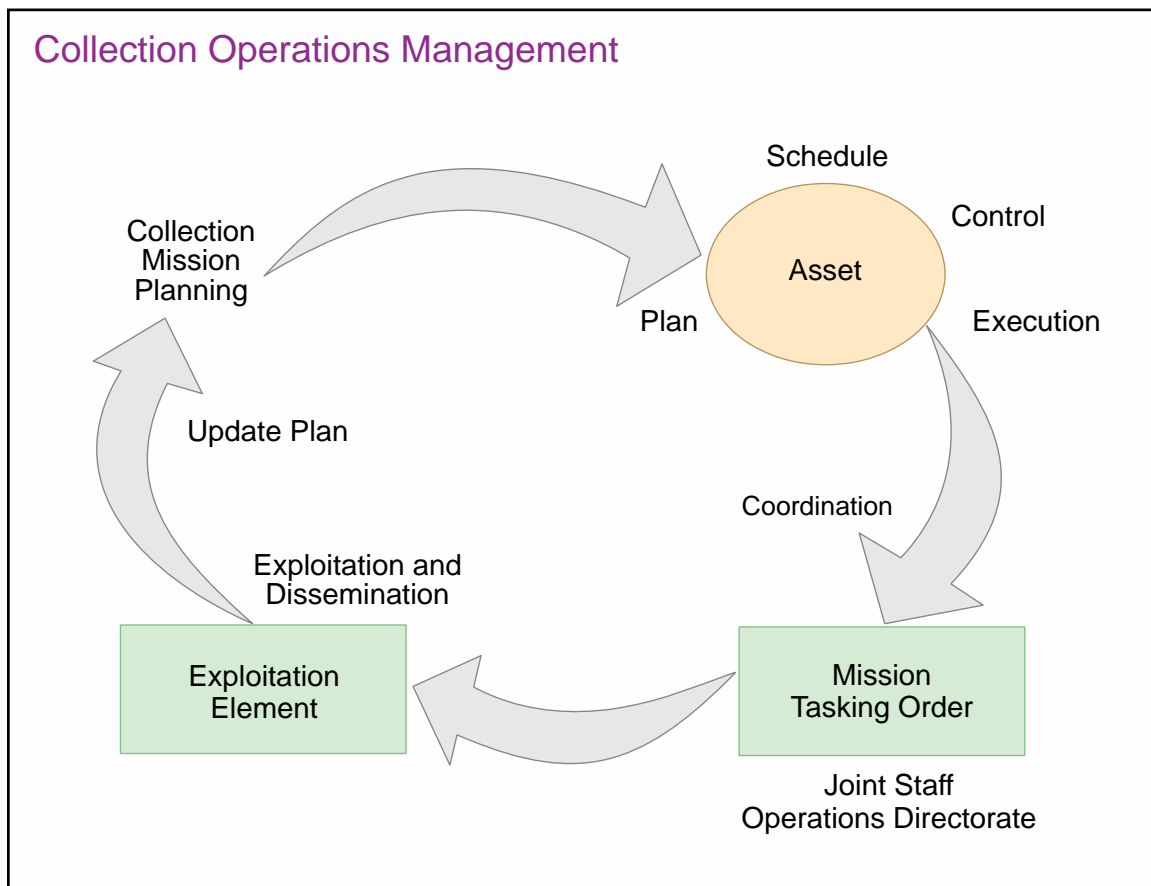 Collection Operations Management
Schedule
Control
Asset
Plan
Execution
Collection
Mission
Planning
Update Plan
Coordination
Exploitation and
Dissemination
Exploitation
Element
Mission
Tasking Order
Joint Staff
Operations Directorate